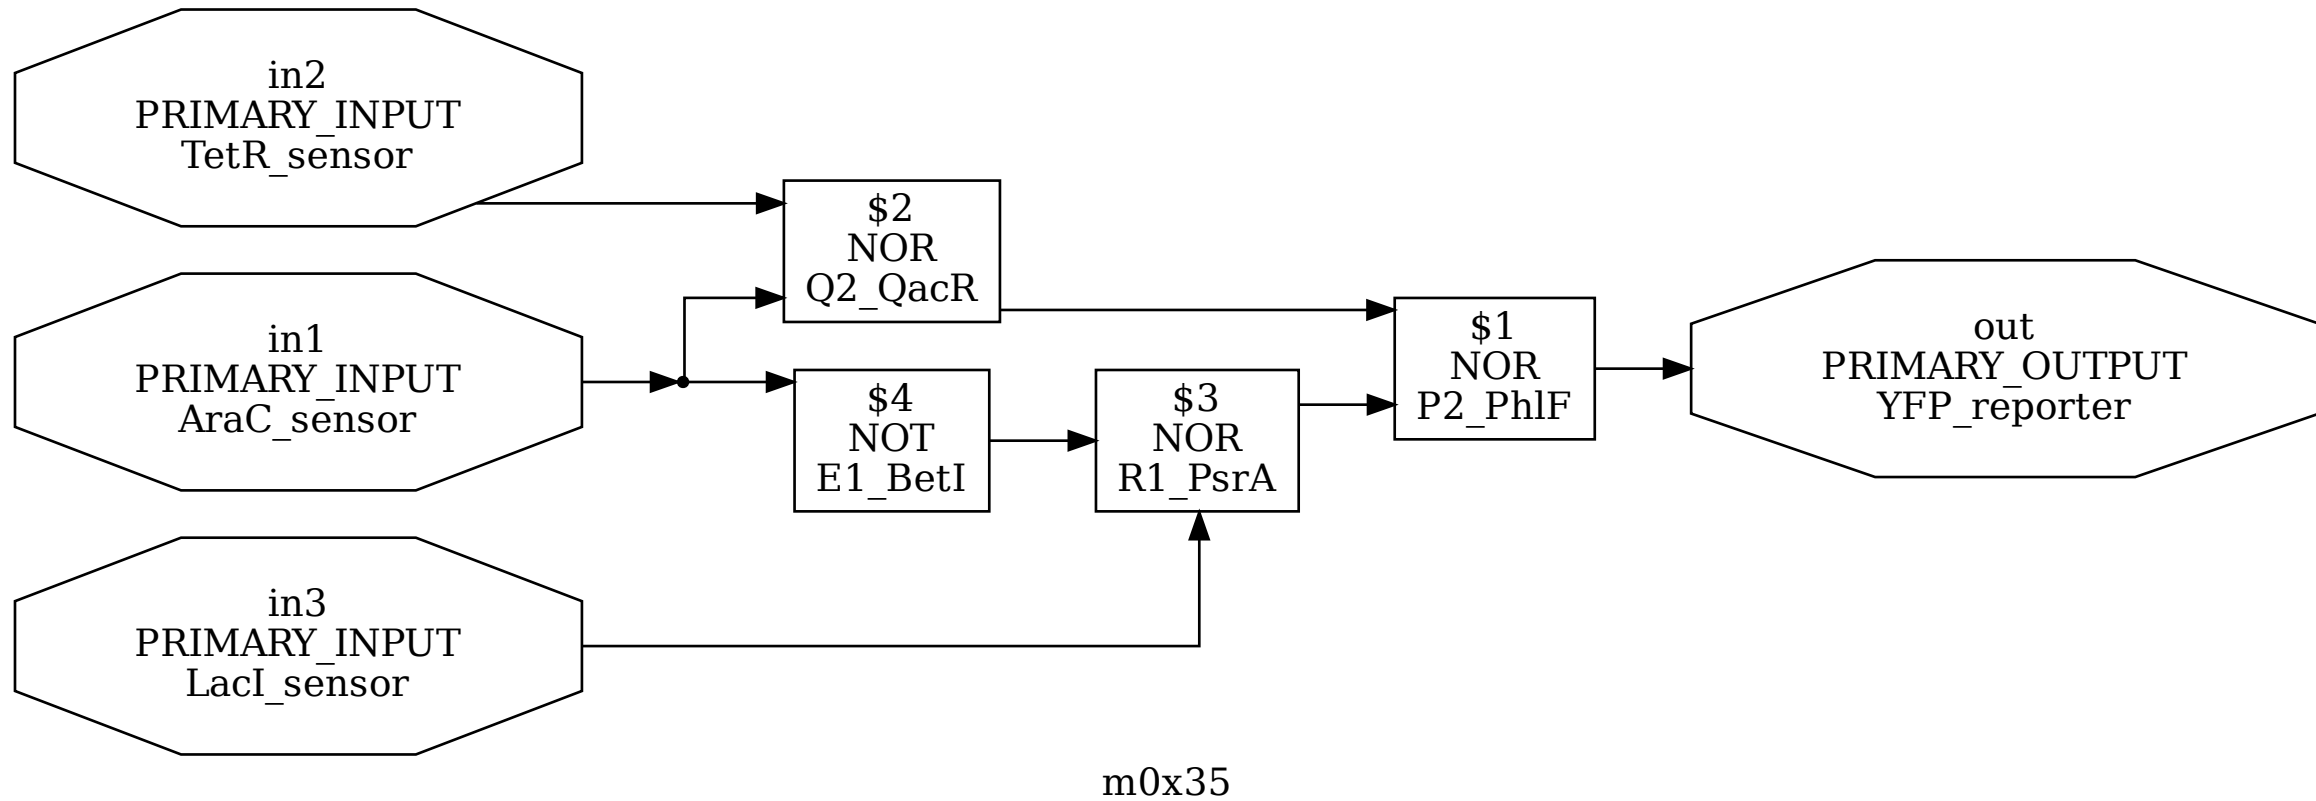 in2
PRIMARY_INPUT
TetR_sensor
in1
PRIMARY_INPUT
AraC_sensor
in3
PRIMARY_INPUT
LacI_sensor
$2
NOR
Q2_QacR
$4
NOT
E1_BetI
$3
NOR
R1_PsrA
$1
NOR
P2_PhlF
out
PRIMARY_OUTPUT
YFP_reporter
m0x35